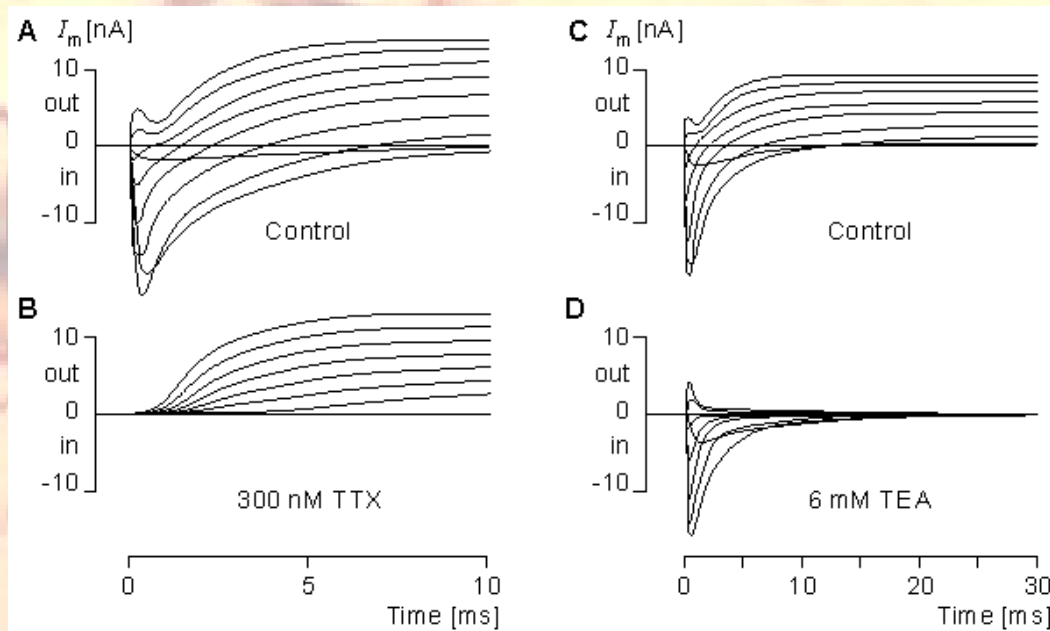 A I_m [nA]
10
out
0
in
-10
Control
B
10
out
0
in
-10
300 nM TTX
0 5 10
Time [ms]
C I_m [nA]
10
out
0
in
-10
Control
D
10
out
0
in
-10
6 mM TEA
0 10 20 30
Time [ms]